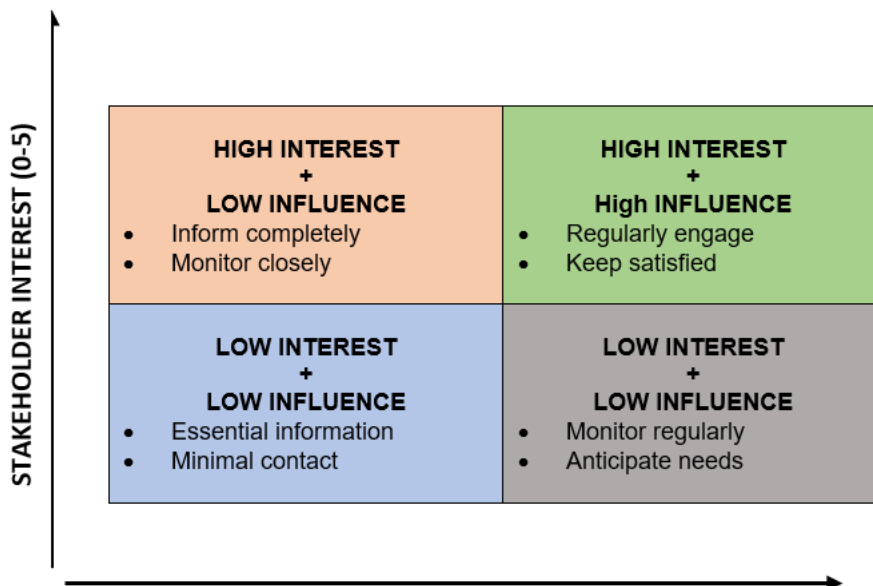 STAKEHOLDER INTEREST (0-5)
HIGH INTEREST
+
LOW INFLUENCE
• Inform completely
• Monitor closely
HIGH INTEREST
+
High INFLUENCE
• Regularly engage
• Keep satisfied
LOW INTEREST
+
LOW INFLUENCE
• Essential information
• Minimal contact
LOW INTEREST
+
LOW INFLUENCE
• Monitor regularly
• Anticipate needs